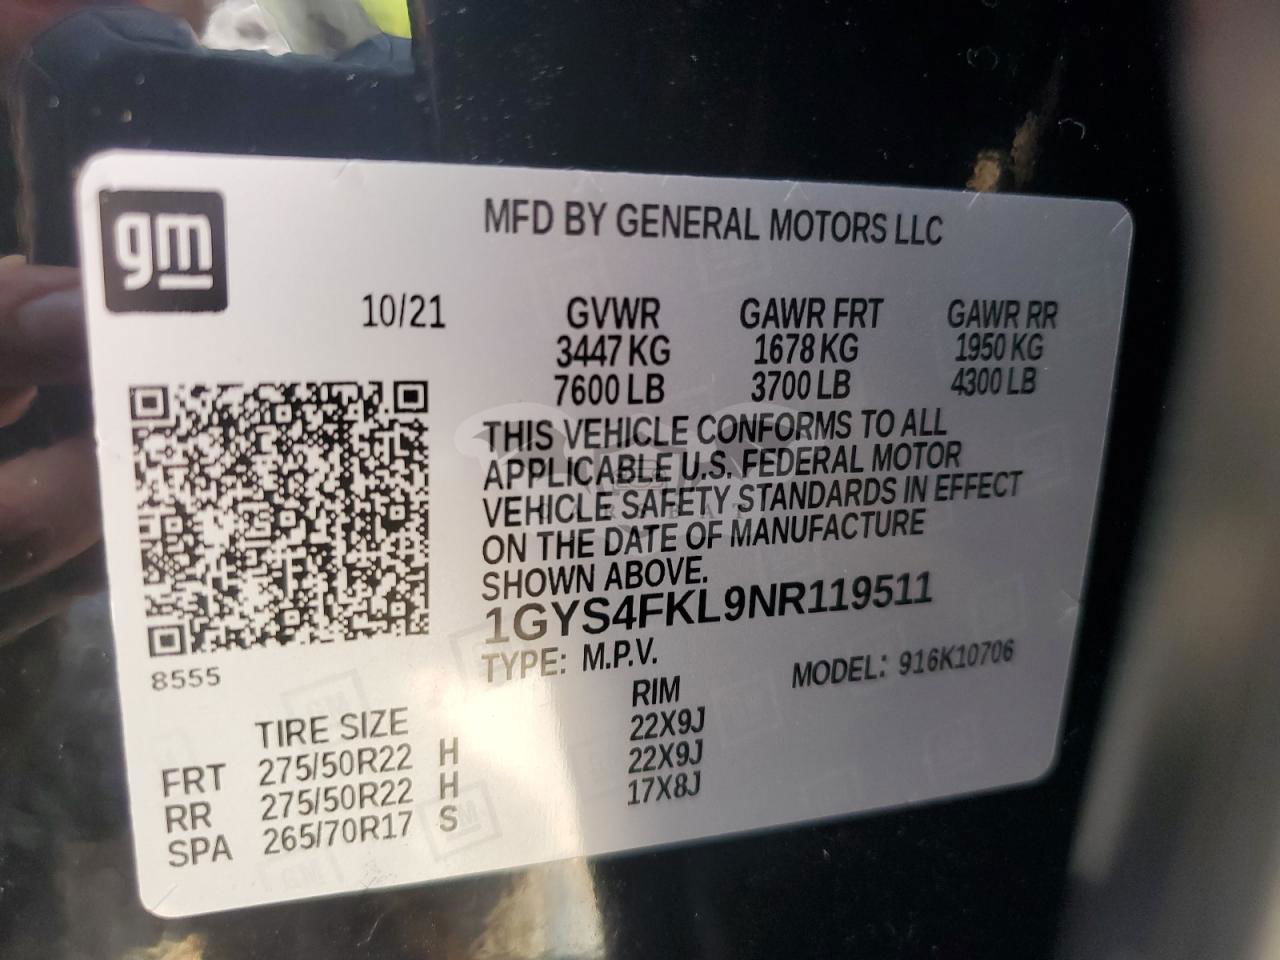 gm
MFD BY GENERAL MOTORS LLC
10/21 GVWR GAWR FRT GAWR RR
3447 KG 1678 KG 1950 KG
7600 LB 3700 LB 4300 LB
THIS VEHICLE CONFORMS TO ALL
APPLICABLE U.S. FEDERAL MOTOR
VEHICLE SAFETY STANDARDS IN EFFECT
ON THE DATE OF MANUFACTURE
SHOWN ABOVE.
1GYS4FKL9NR119511
TYPE: M.P.V. MODEL: 916K10706
8555
TIRE SIZE RIM
FRT 275/50R22 H 22X9J
RR 275/50R22 H 22X9J
SPA 265/70R17 S 17X8J